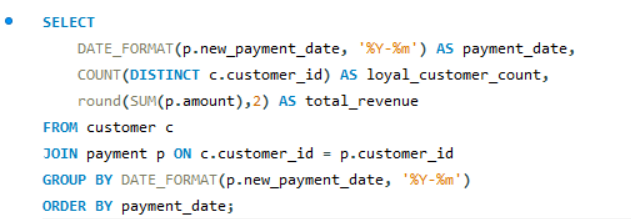 SELECT
DATE_FORMAT(p.new_payment_date, '%Y-%m') AS payment_date,
COUNT(DISTINCT c.customer_id) AS loyal_customer_count,
round(SUM(p.amount),2) AS total_revenue
FROM customer c
JOIN payment p ON c.customer_id = p.customer_id
GROUP BY DATE_FORMAT(p.new_payment_date, '%Y-%m')
ORDER BY payment_date;